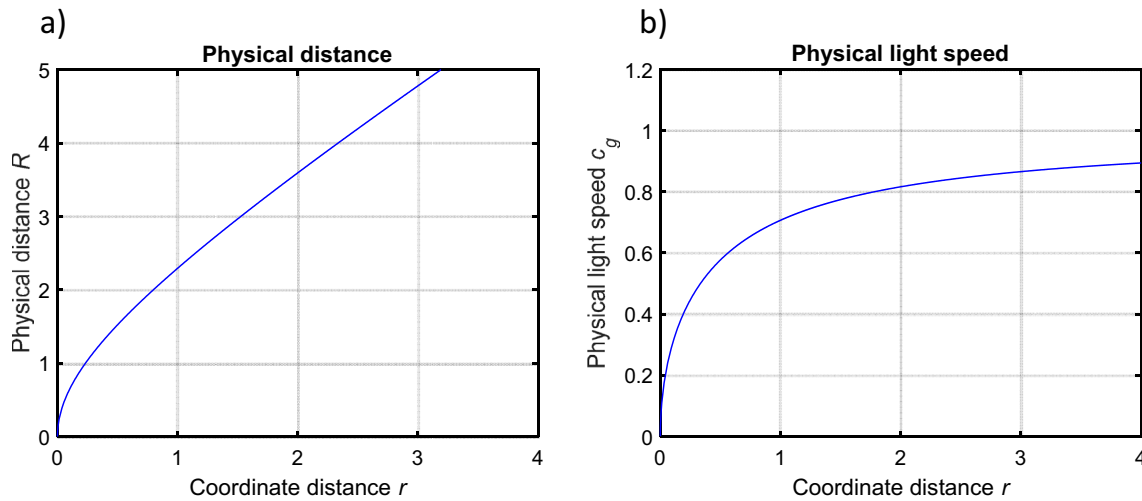 a)
Physical distance
5
4
3
2
1
0
Physical distance R
0 1 2 3 4
Coordinate distance r
b)
Physical light speed
1.2
1
0.8
0.6
0.4
0.2
0
Physical light speed c_g
0 1 2 3 4
Coordinate distance r